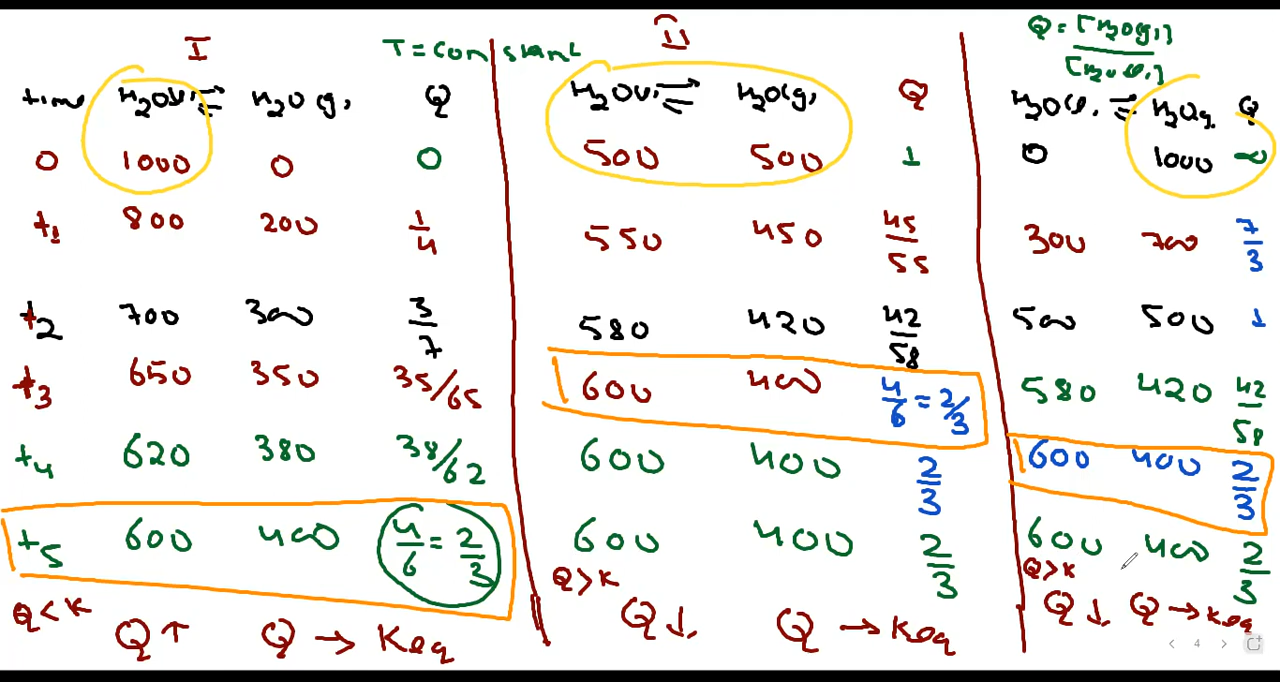 I
T = Constant
II
Q = [H2O(g)]
[H2O(l)]
time H2O(l) ⇌ H2O(g) Q
0 1000 0 0
t1 800 200 1/4
t2 700 300 3/7
t3 650 350 35/65
t4 620 380 38/62
t5 600 400 4/6 = 2/3
Q < K
Q ↑ Q → Keq
H2O(l) ⇌ H2O(g) Q
500 500 1
550 450 45/55
580 420 42/58
600 400 4/6 = 2/3
600 400 2/3
600 400 2/3
Q > K
Q ↓ Q → Keq
H2O(l) ⇌ H2Og Q
0 1000 ∞
300 700 7/3
500 500 1
580 420 42/58
600 400 2/3
600 400 2/3
Q > K
Q ↓ Q → Keq
4